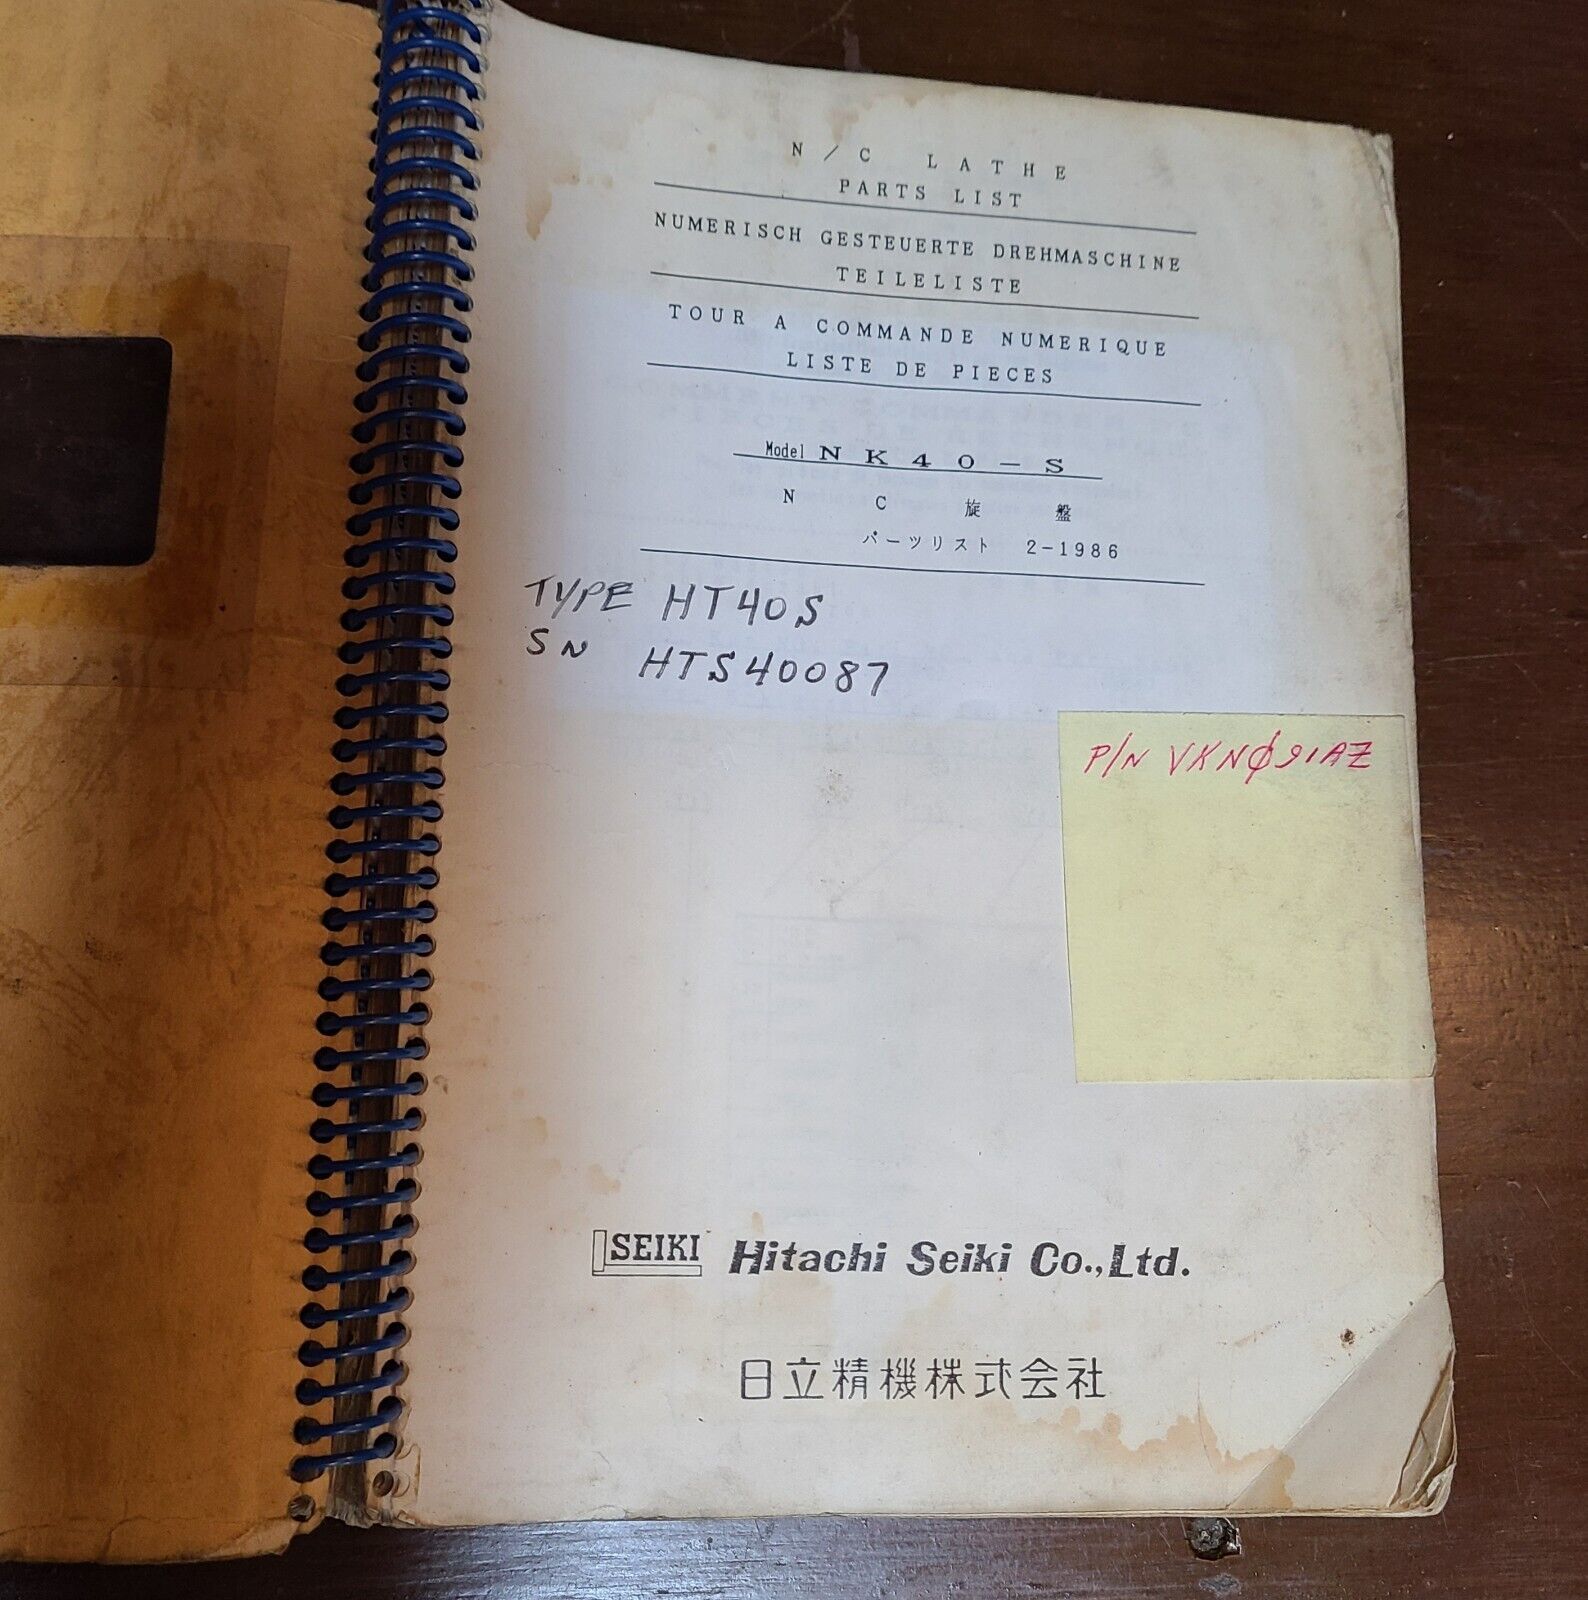 N/C LATHE
PARTS LIST
NUMERISCH GESTEUERTE DREHMASCHINE
TEILELISTE
TOUR A COMMANDE NUMERIQUE
LISTE DE PIECES
Model NK40-S
NC旋盤
パーツリスト 2-1986
TYPE HT40S
SN HTS40087
P/N VKNØ91AZ
SEIKI Hitachi Seiki Co.,Ltd.
日立精機株式会社